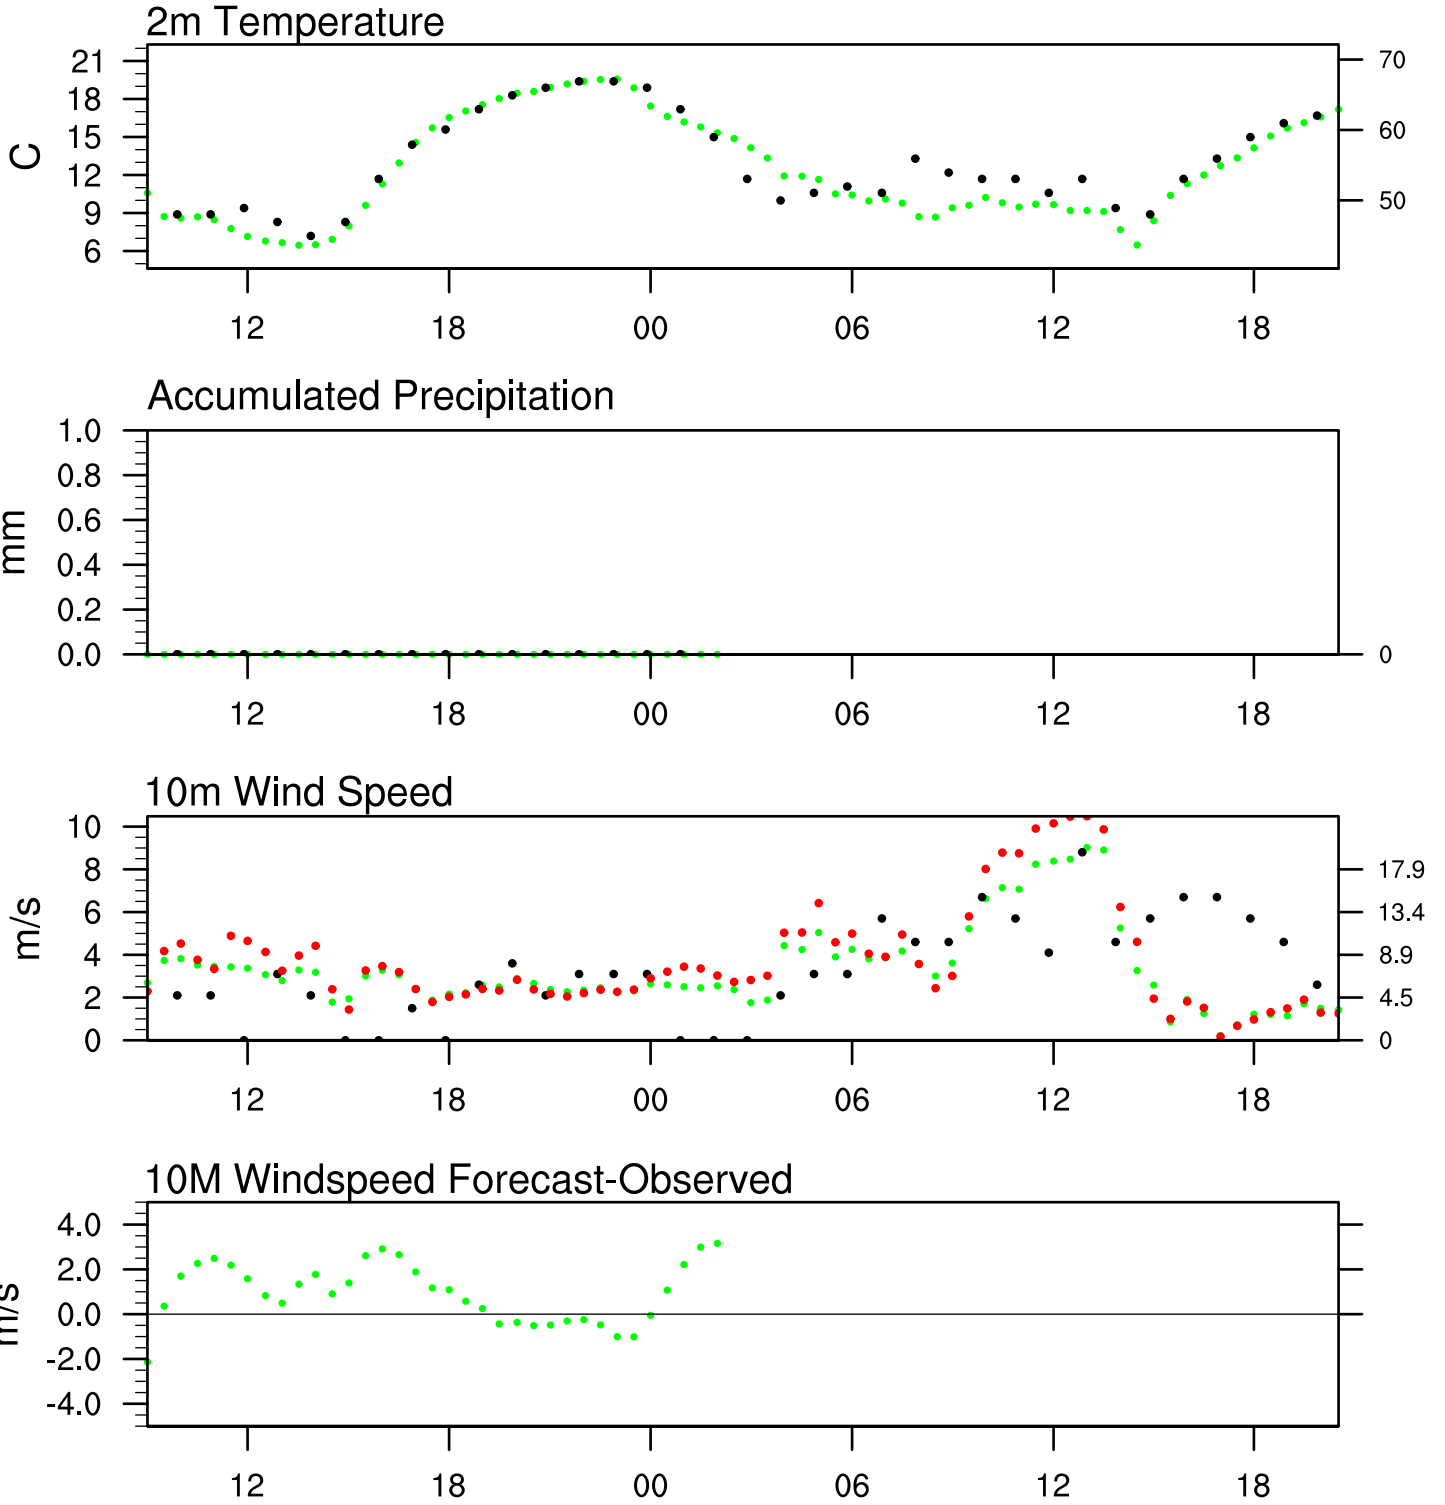 2m Temperature
21
18
15
12
9
6
C
70
60
50
12 18 00 06 12 18
Accumulated Precipitation
1.0
0.8
0.6
0.4
0.2
0.0
mm
0
12 18 00 06 12 18
10m Wind Speed
10
8
6
4
2
0
m/s
17.9
13.4
8.9
4.5
0
12 18 00 06 12 18
10M Windspeed Forecast-Observed
4.0
2.0
0.0
-2.0
-4.0
m/s
12 18 00 06 12 18